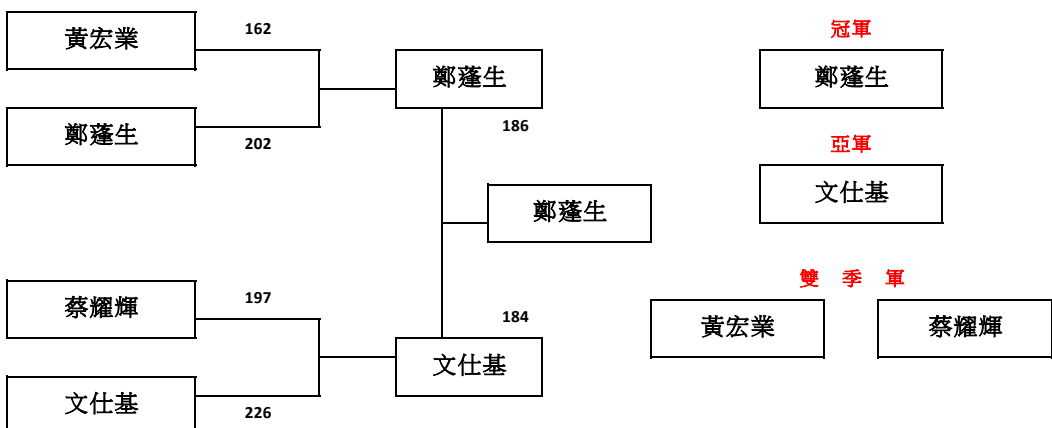 黃宏業
162
鄭蓬生
202
鄭蓬生
186
鄭蓬生
蔡耀輝
197
文仕基
226
184
文仕基
冠軍
鄭蓬生
亞軍
文仕基
雙 季 軍
黃宏業
蔡耀輝